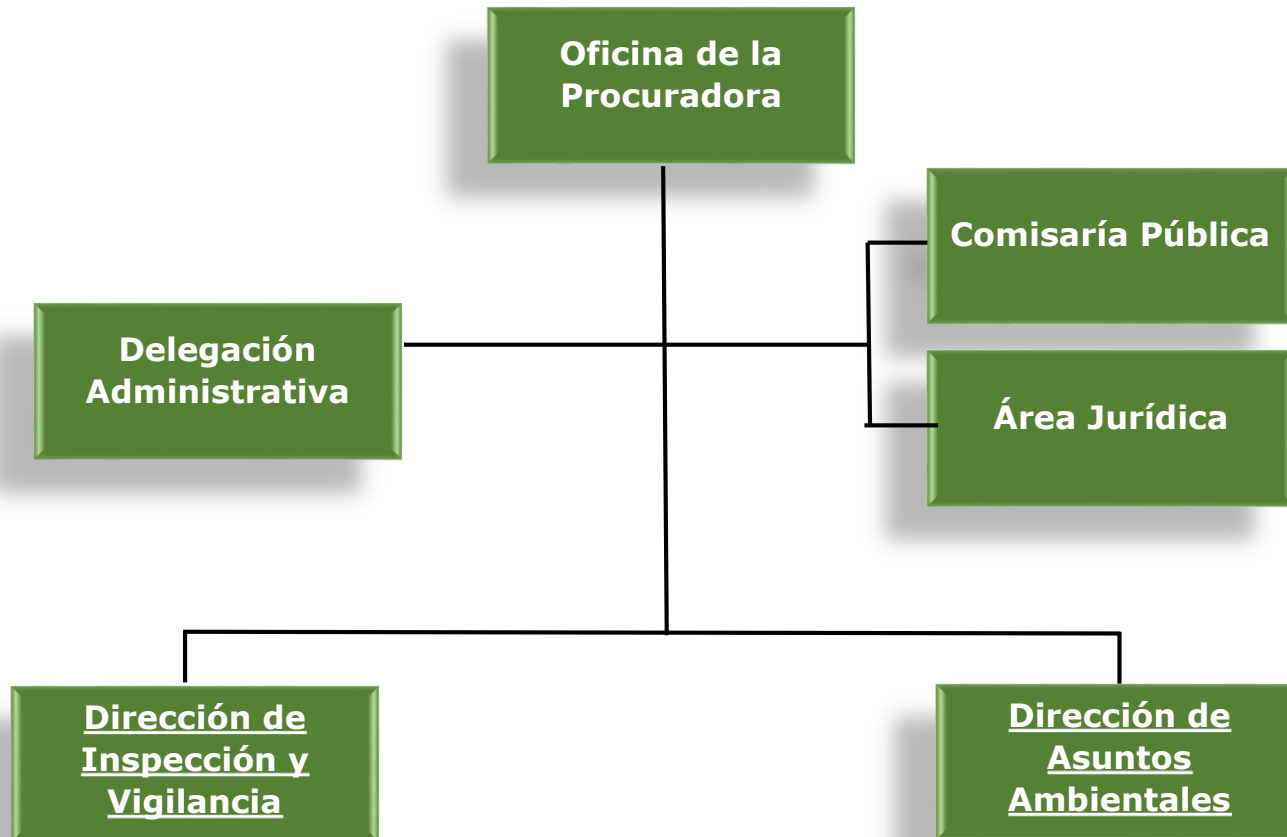 Oficina de la
Procuradora
Comisaría Pública
Delegación
Administrativa
Área Jurídica
Dirección de
Inspección y
Vigilancia
Dirección de
Asuntos
Ambientales